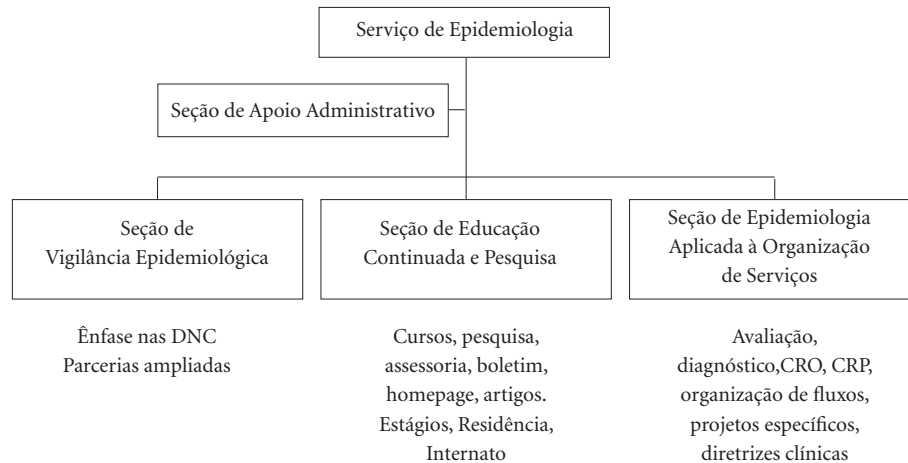 Serviço de Epidemiologia
Seção de Apoio Administrativo
Seção de
Vigilância Epidemiológica
Seção de Educação
Continuada e Pesquisa
Seção de Epidemiologia
Aplicada à Organização
de Serviços
Ênfase nas DNC
Parcerias ampliadas
Cursos, pesquisa,
assessoria, boletim,
homepage, artigos.
Estágios, Residência,
Internato
Avaliação,
diagnóstico,CRO, CRP,
organização de fluxos,
projetos específicos,
diretrizes clínicas